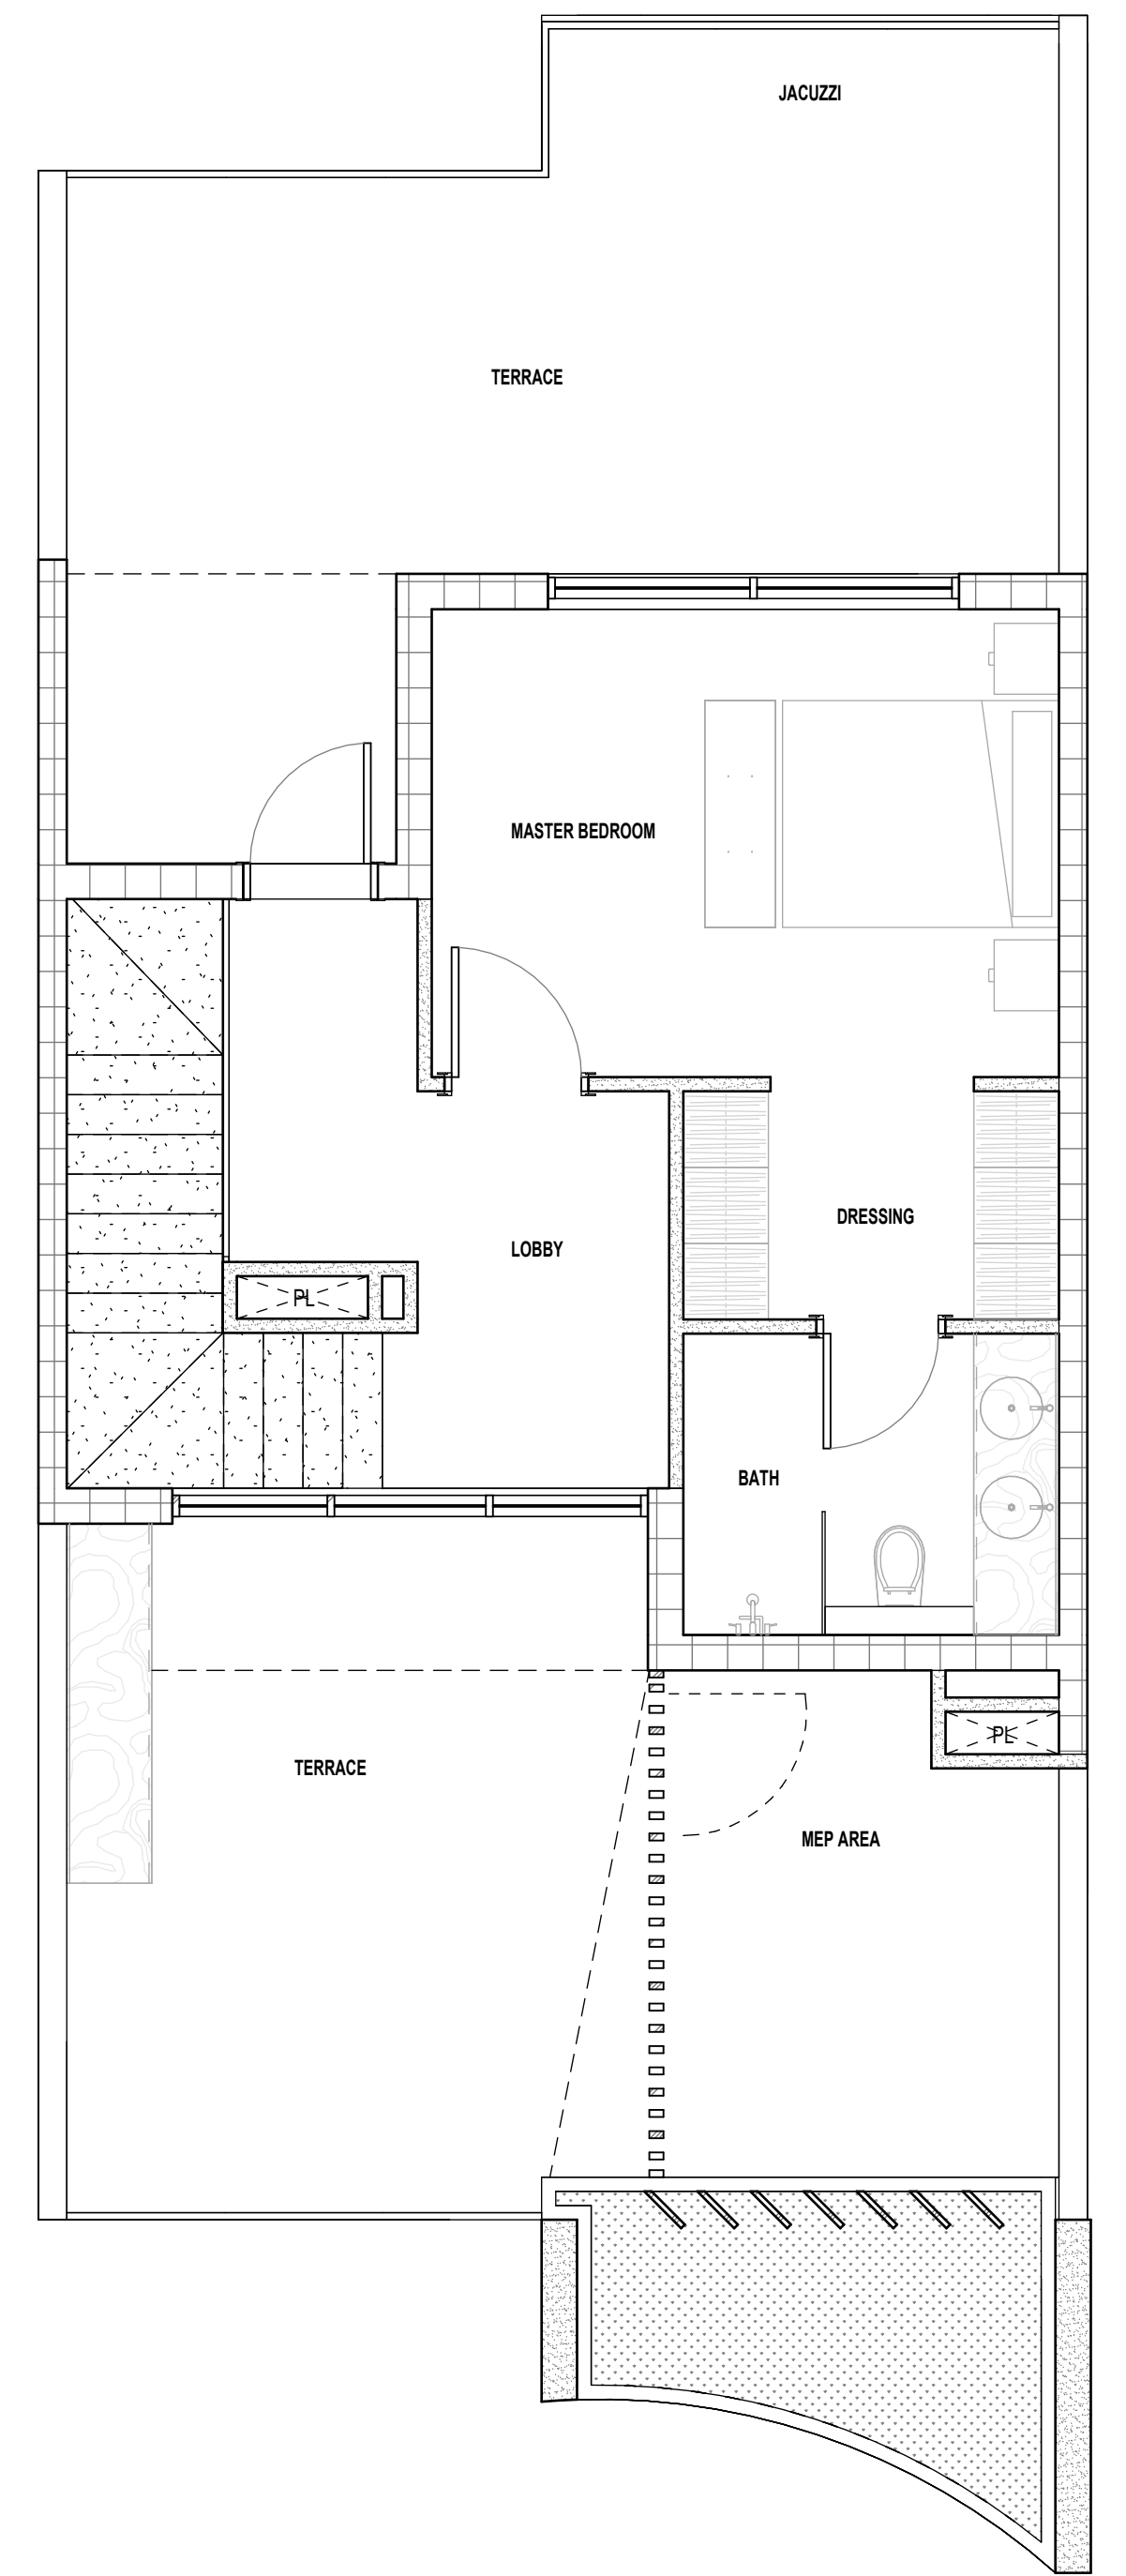 JACUZZI
TERRACE
MASTER BEDROOM
DRESSING
LOBBY
PL
BATH
PL
TERRACE
MEP AREA